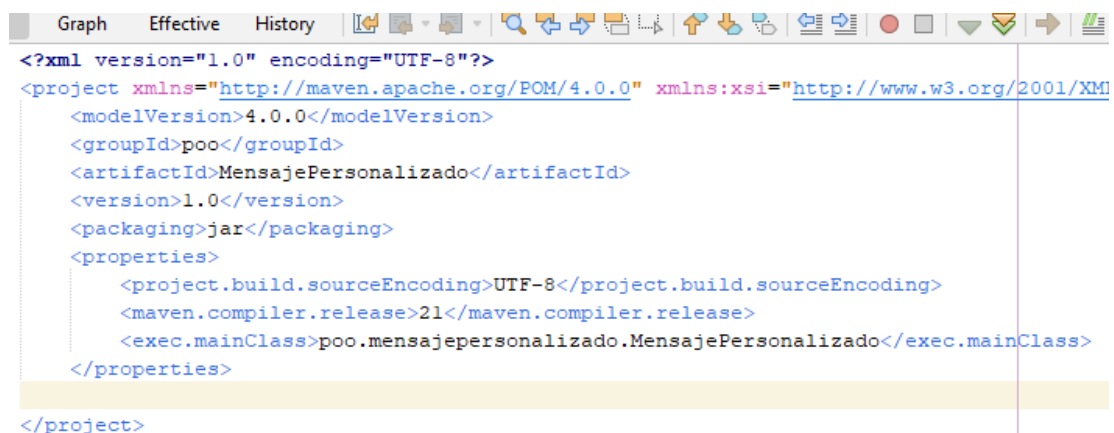 Graph Effective History
<?xml version="1.0" encoding="UTF-8"?>
<project xmlns="http://maven.apache.org/POM/4.0.0" xmlns:xsi="http://www.w3.org/2001/XM
<modelVersion>4.0.0</modelVersion>
<groupId>poo</groupId>
<artifactId>MensajePersonalizado</artifactId>
<version>1.0</version>
<packaging>jar</packaging>
<properties>
<project.build.sourceEncoding>UTF-8</project.build.sourceEncoding>
<maven.compiler.release>21</maven.compiler.release>
<exec.mainClass>poo.mensajepersonalizado.MensajePersonalizado</exec.mainClass>
</properties>
</project>